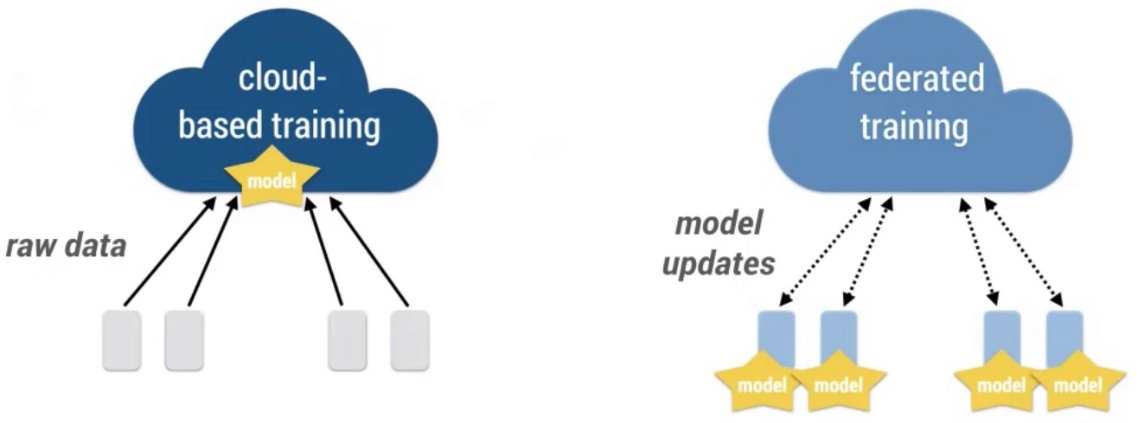 cloud-
based training
model
raw data
federated
training
model
updates
model
model
model
model